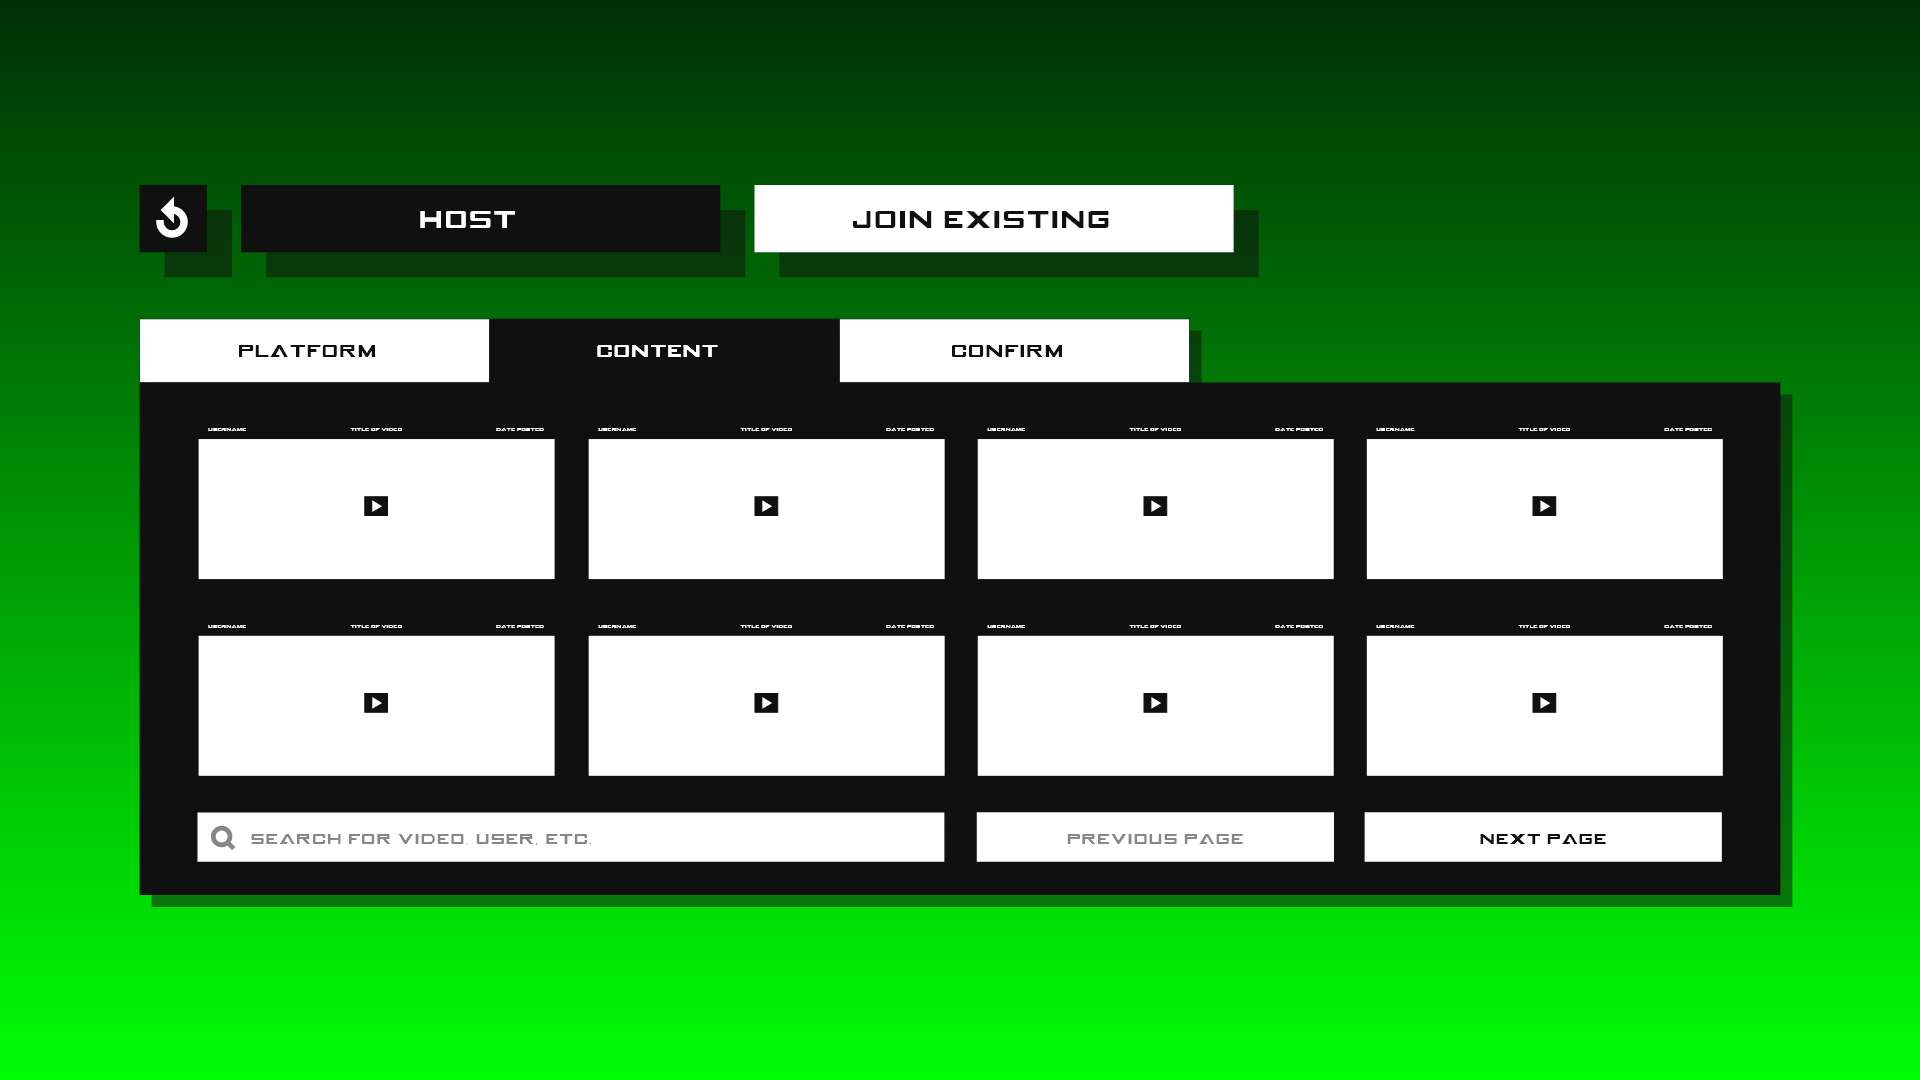 HOST
JOIN EXISTING
PLATFORM
CONTENT
CONFIRM
USERNAME TITLE OF VIDEO DATE POSTED
USERNAME TITLE OF VIDEO DATE POSTED
USERNAME TITLE OF VIDEO DATE POSTED
USERNAME TITLE OF VIDEO DATE POSTED
USERNAME TITLE OF VIDEO DATE POSTED
USERNAME TITLE OF VIDEO DATE POSTED
USERNAME TITLE OF VIDEO DATE POSTED
USERNAME TITLE OF VIDEO DATE POSTED
SEARCH FOR VIDEO, USER, ETC.
PREVIOUS PAGE
NEXT PAGE